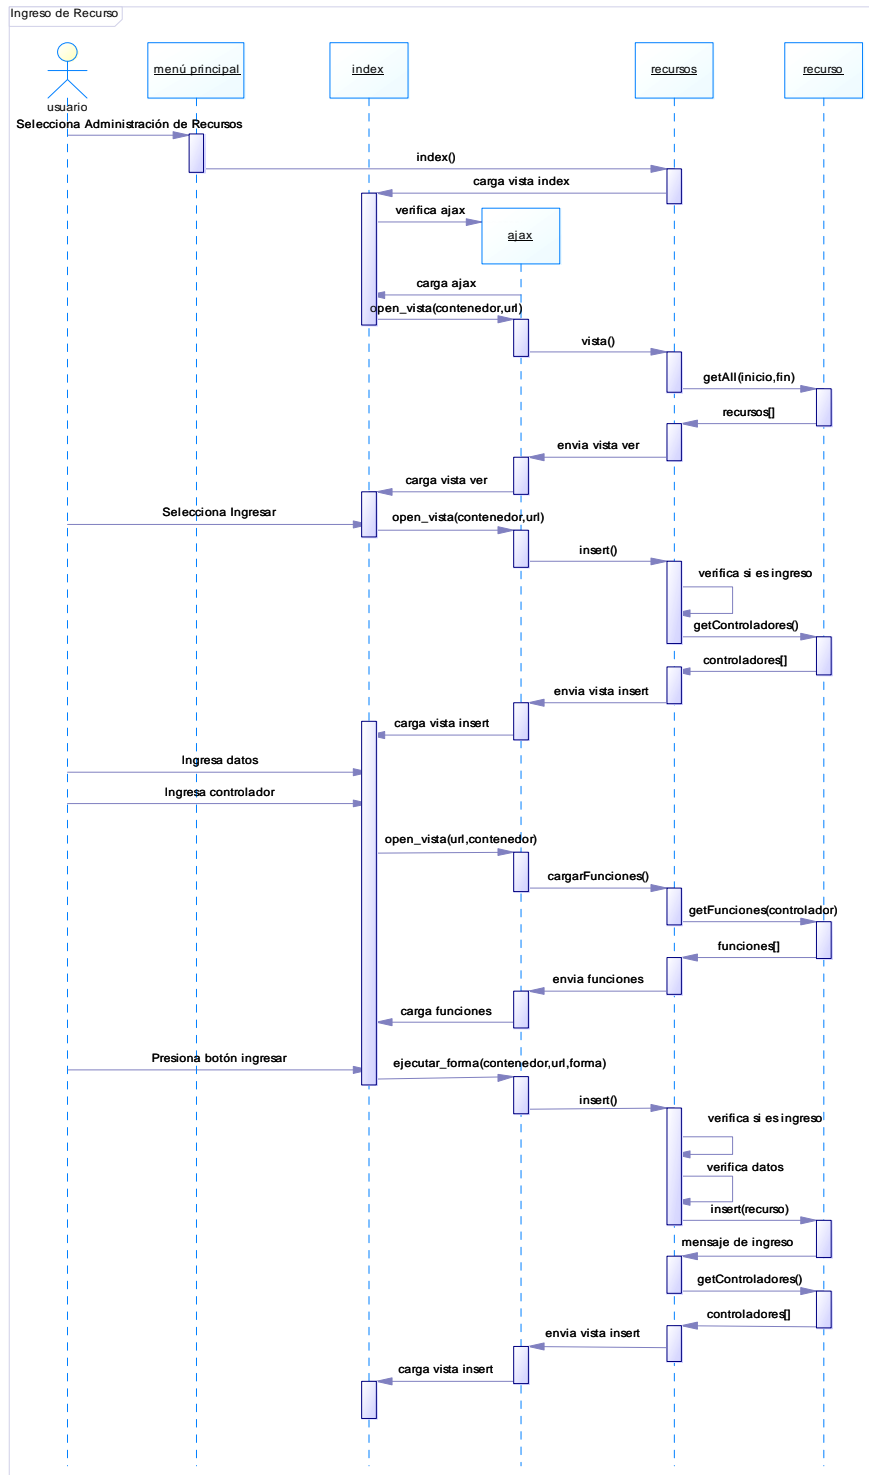 Ingreso de Recurso
menú principal
index
recursos
recurso
usuario
Selecciona Administración de Recursos
index()
carga vista index
verifica ajax
ajax
carga ajax
open_vista(contenedor,url)
vista()
getAll(inicio,fin)
recursos[]
envia vista ver
carga vista ver
Selecciona Ingresar
open_vista(contenedor,url)
insert()
verifica si es ingreso
getControladores()
controladores[]
envia vista insert
carga vista insert
Ingresa datos
Ingresa controlador
open_vista(url,contenedor)
cargarFunciones()
getFunciones(controlador)
funciones[]
envia funciones
carga funciones
Presiona botón ingresar
ejecutar_forma(contenedor,url,forma)
insert()
verifica si es ingreso
verifica datos
insert(recurso)
mensaje de ingreso
getControladores()
controladores[]
envia vista insert
carga vista insert